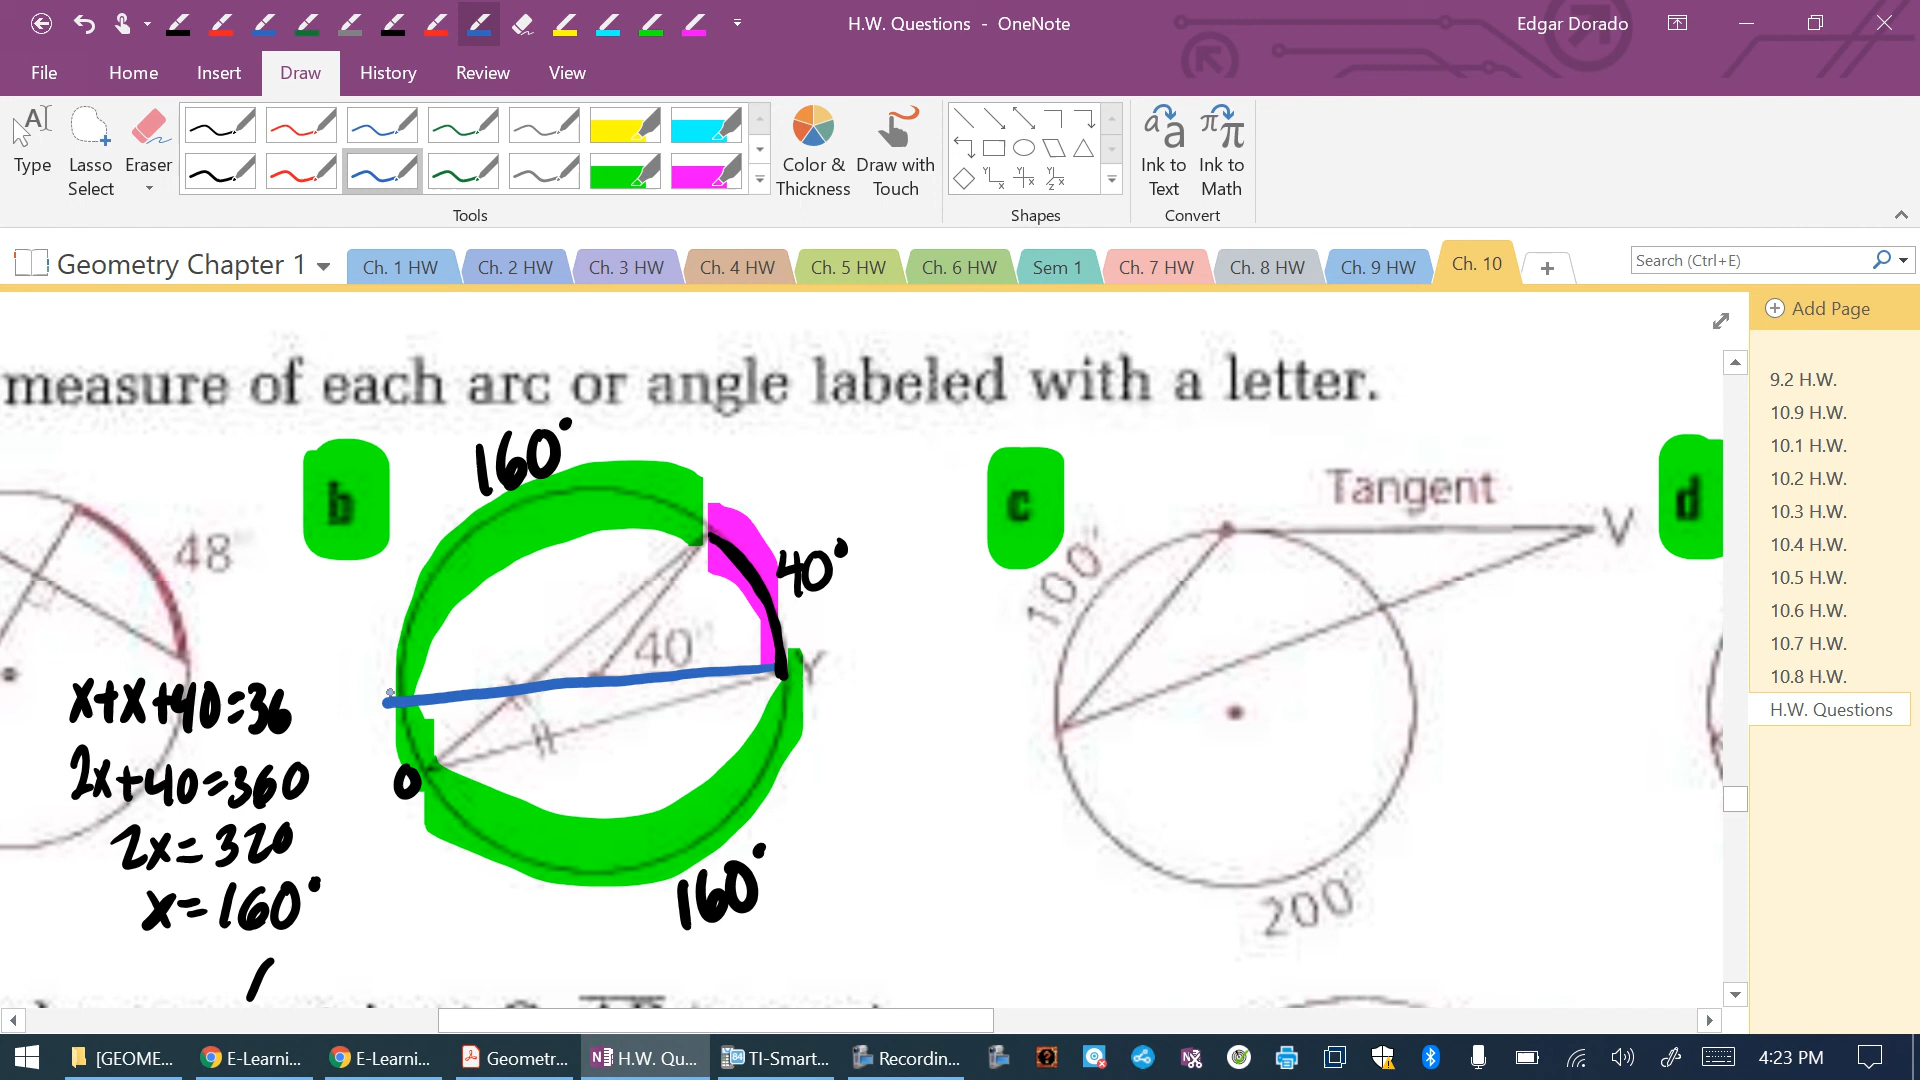 H.W. Questions - OneNote
Edgar Dorado
File Home Insert Draw History Review View
Type
Lasso Select
Eraser
Color & Thickness
Draw with Touch
Ink to Text
Ink to Math
Tools
Shapes
Convert
Geometry Chapter 1
Ch. 1 HW Ch. 2 HW Ch. 3 HW Ch. 4 HW Ch. 5 HW Ch. 6 HW Sem 1 Ch. 7 HW Ch. 8 HW Ch. 9 HW Ch. 10
Search (Ctrl+E)
Add Page
9.2 H.W.
10.9 H.W.
10.1 H.W.
10.2 H.W.
10.3 H.W.
10.4 H.W.
10.5 H.W.
10.6 H.W.
10.7 H.W.
10.8 H.W.
H.W. Questions
measure of each arc or angle labeled with a letter.
48°
b
160°
40°
40°
Y
160°
x+x+40=36
2x+40=360
2x=320
x=160°
c
Tangent
V
100°
200°
d
[GEOME... E-Learni... E-Learni... Geometr... H.W. Qu... TI-Smart... Recordin... 4:23 PM